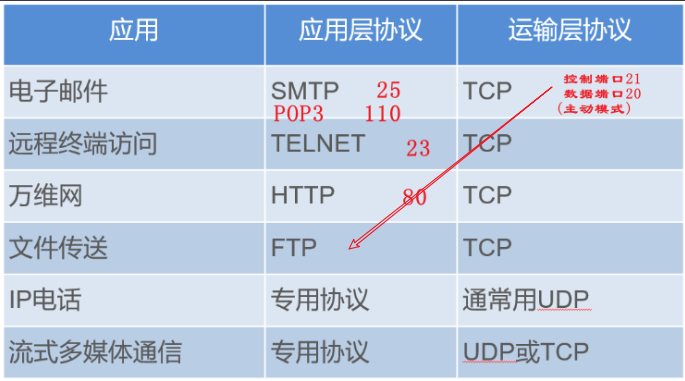 应用 应用层协议 运输层协议
电子邮件 SMTP 25 TCP 控制端口21
数据端口20
(主动模式)
POP3 110
远程终端访问 TELNET 23 TCP
万维网 HTTP 80 TCP
文件传送 FTP TCP
IP电话 专用协议 通常用UDP
流式多媒体通信 专用协议 UDP或TCP